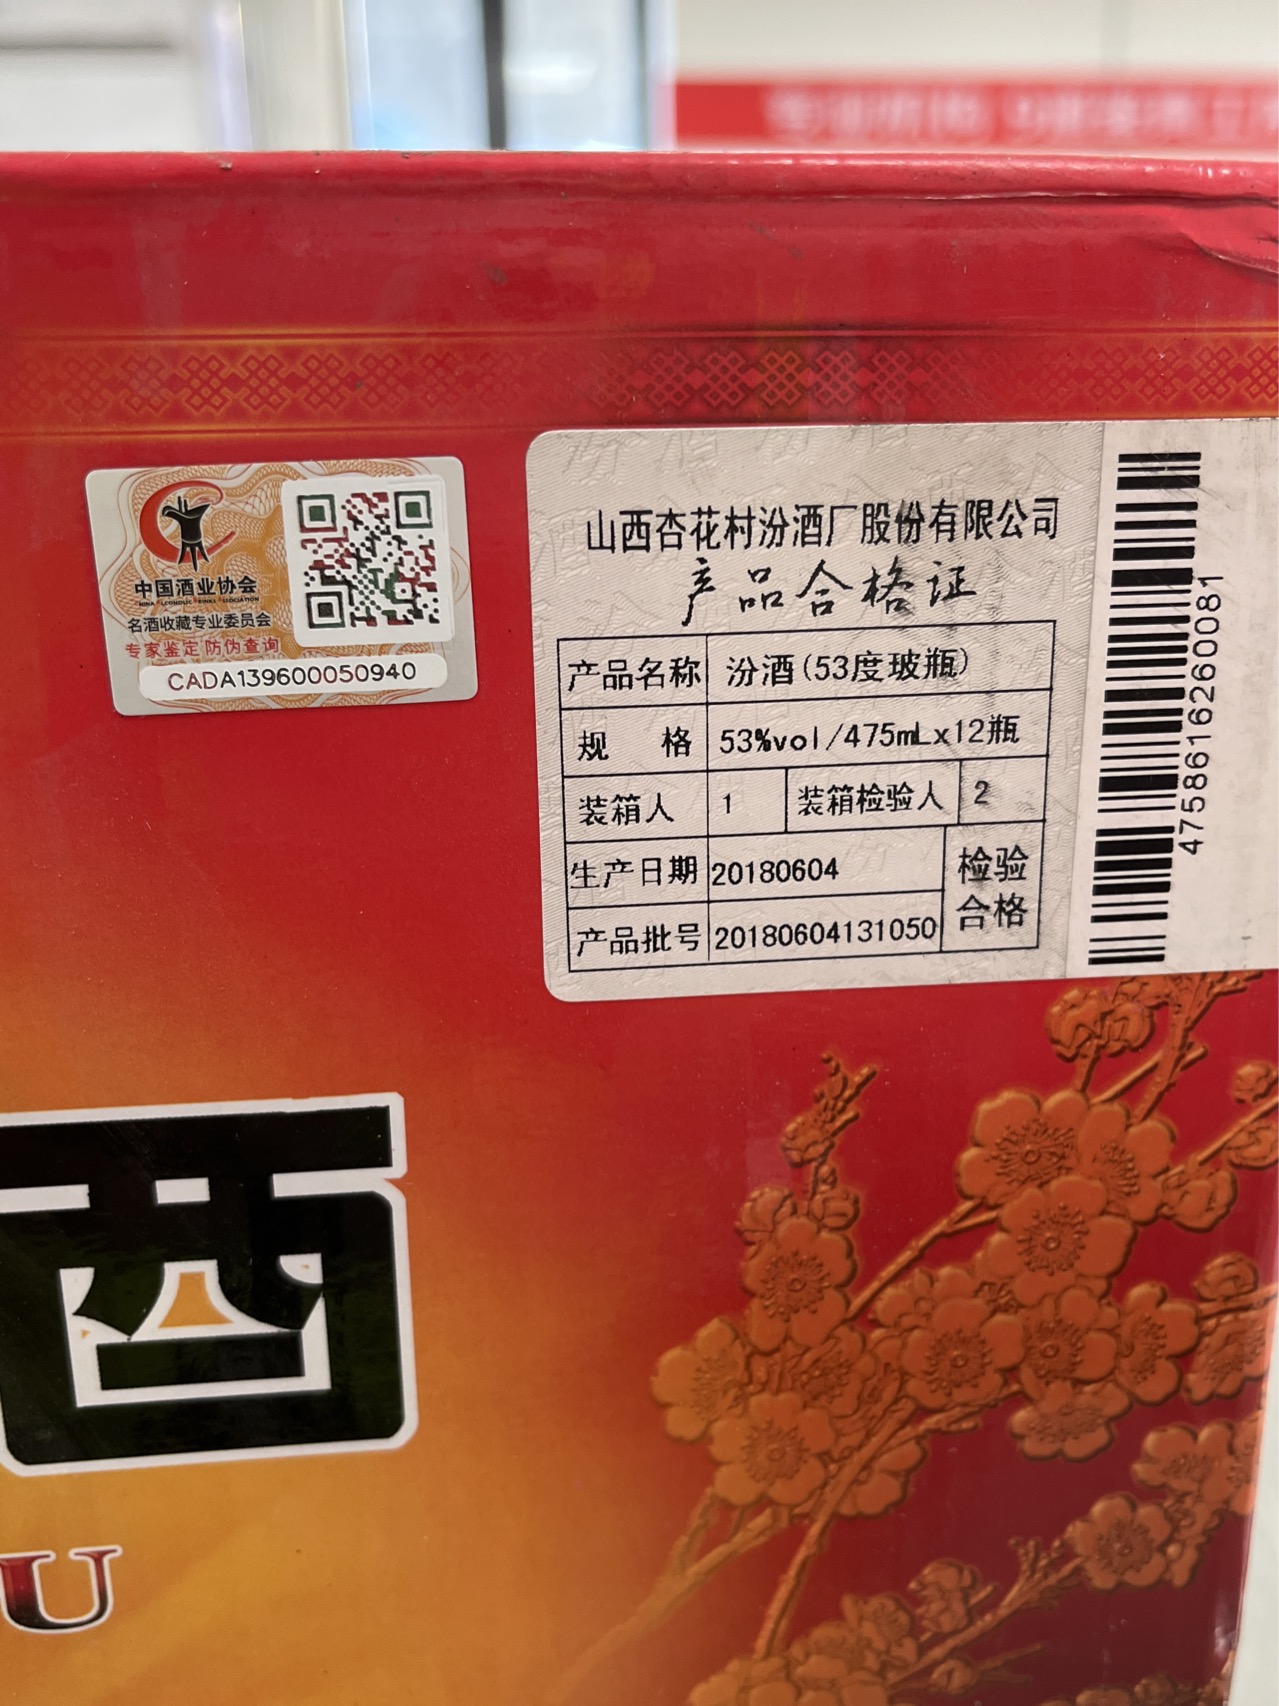 中国酒业协会
名酒收藏专业委员会
专家鉴定 防伪查询
CADA139600050940
山西杏花村汾酒厂股份有限公司
产品合格证
产品名称 汾酒(53度玻瓶)
规 格 53%vol/475mLx12瓶
装箱人 1 装箱检验人 2
生产日期 20180604 检验
产品批号 20180604131050 合格
4758616260081
U